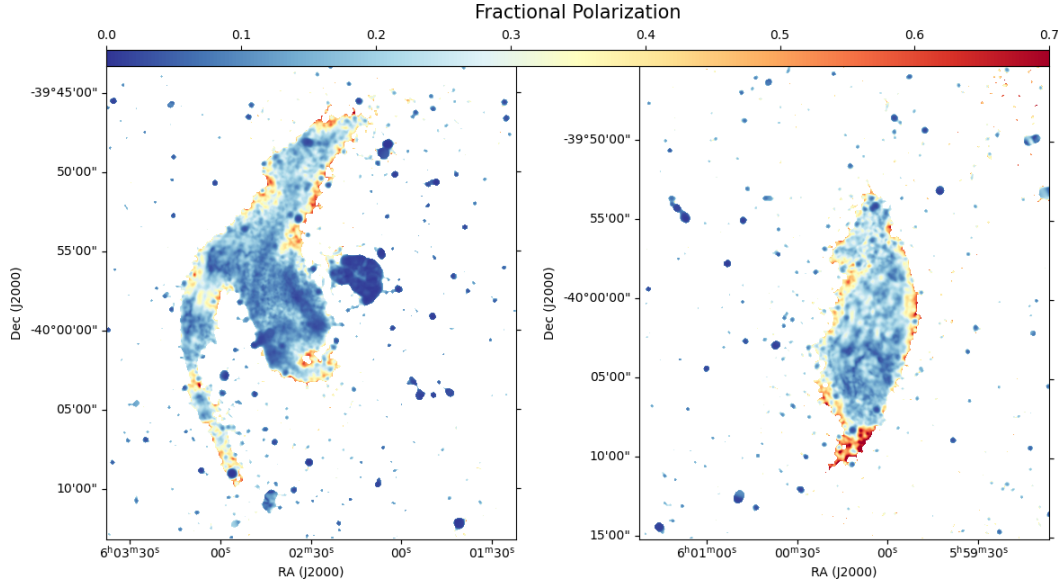 Fractional Polarization
0.0 0.1 0.2 0.3 0.4 0.5 0.6 0.7
-39°45'00"
50'00"
55'00"
40°00'00"
05'00"
10'00"
Dec (J2000)
6ʰ03ᵐ30ˢ 00ˢ 02ᵐ30ˢ 00ˢ 01ᵐ30ˢ
RA (J2000)
-39°50'00"
55'00"
-40°00'00"
05'00"
10'00"
15'00"
Dec (J2000)
6ʰ01ᵐ00ˢ 00ᵐ30ˢ 00ˢ 5ʰ59ᵐ30ˢ
RA (J2000)